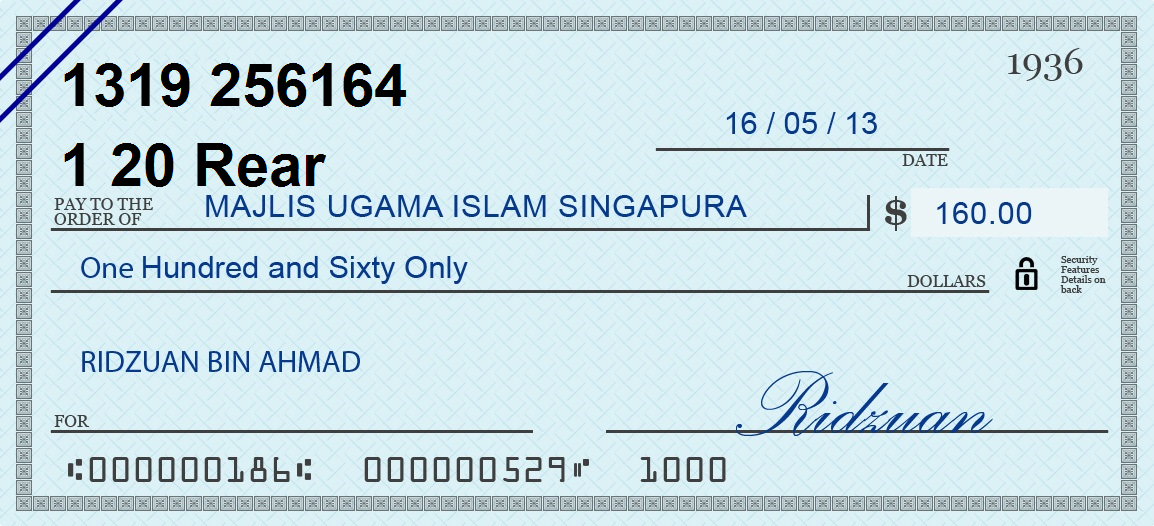 1936
1319 256164
16 / 05 / 13
DATE
1 20 Rear
PAY TO THE
ORDER OF
MAJLIS UGAMA ISLAM SINGAPURA
$ 160.00
One Hundred and Sixty Only
DOLLARS
Security
Features
Details on
back
RIDZUAN BIN AHMAD
FOR
Ridzuan
⑆000000186⑆ 000000529⑈ 1000